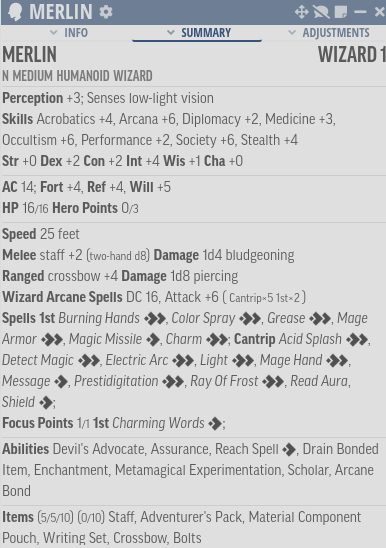 MERLIN
INFO SUMMARY ADJUSTMENTS
MERLIN WIZARD 1
N MEDIUM HUMANOID WIZARD
Perception +3; Senses low-light vision
Skills Acrobatics +4, Arcana +6, Diplomacy +2, Medicine +3,
Occultism +6, Performance +2, Society +6, Stealth +4
Str +0 Dex +2 Con +2 Int +4 Wis +1 Cha +0
AC 14; Fort +4, Ref +4, Will +5
HP 16/16 Hero Points 0/3
Speed 25 feet
Melee staff +2 (two-hand d8) Damage 1d4 bludgeoning
Ranged crossbow +4 Damage 1d8 piercing
Wizard Arcane Spells DC 16, Attack +6 ( Cantrip×5 1st×2 )
Spells 1st Burning Hands, Color Spray, Grease, Mage
Armor, Magic Missile, Charm; Cantrip Acid Splash,
Detect Magic, Electric Arc, Light, Mage Hand,
Message, Prestidigitation, Ray Of Frost, Read Aura,
Shield;
Focus Points 1/1 1st Charming Words;
Abilities Devil's Advocate, Assurance, Reach Spell, Drain Bonded
Item, Enchantment, Metamagical Experimentation, Scholar, Arcane
Bond
Items (5/5/10) (0/10) Staff, Adventurer's Pack, Material Component
Pouch, Writing Set, Crossbow, Bolts